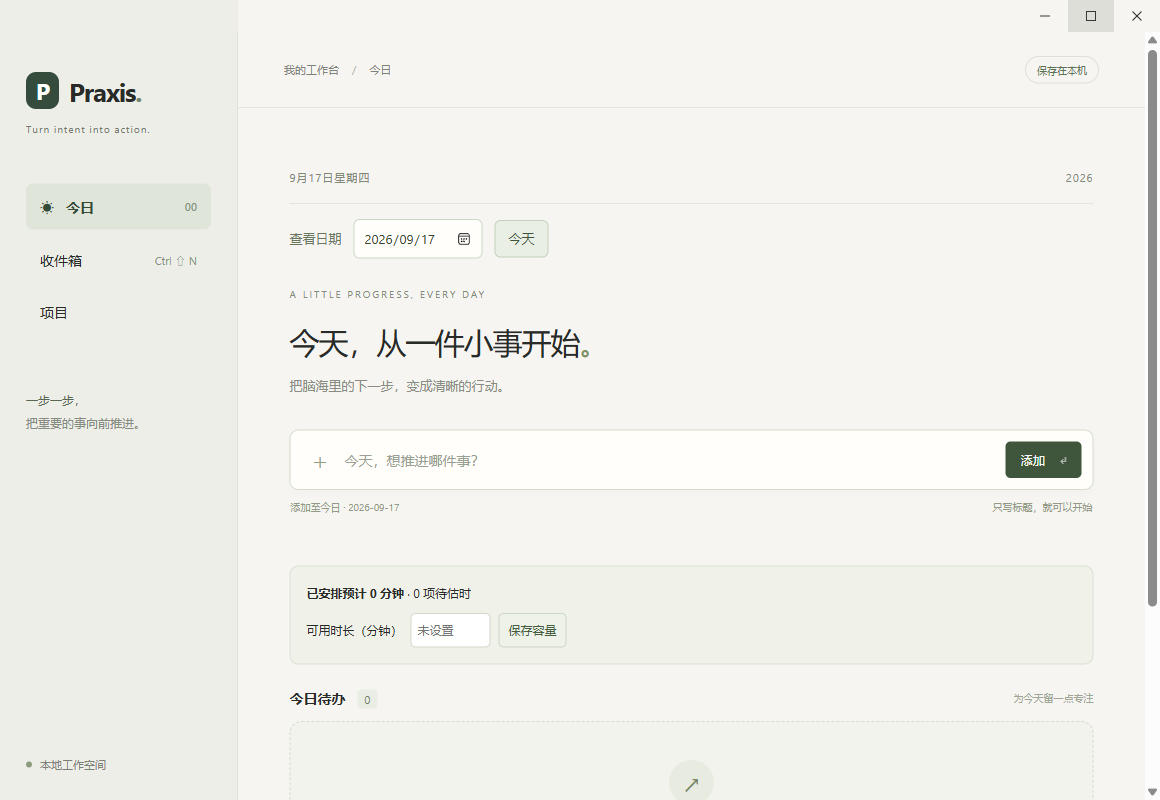 P Praxis.
Turn intent into action.
今日 00
收件箱 Ctrl ⇧ N
项目
一步一步，
把重要的事向前推进。
本地工作空间
我的工作台 / 今日
保存在本机
9月17日星期四
2026
查看日期 2026/09/17 今天
A LITTLE PROGRESS, EVERY DAY
今天，从一件小事开始。
把脑海里的下一步，变成清晰的行动。
今天，想推进哪件事？
添加 ↵
添加至今日 · 2026-09-17
只写标题，就可以开始
已安排预计 0 分钟 · 0 项待估时
可用时长（分钟） 未设置 保存容量
今日待办 0
为今天留一点专注